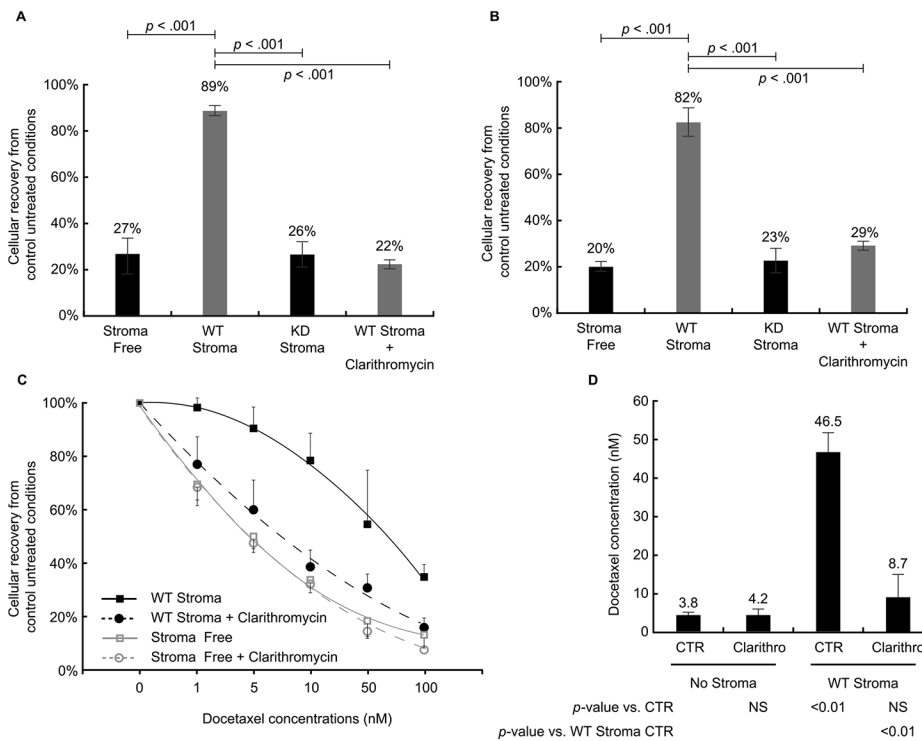 A
p < .001
p < .001
p < .001
Cellular recovery from
control untreated conditions
100%
80%
60%
40%
20%
0%
27%
89%
26%
22%
Stroma
Free
WT
Stroma
KD
Stroma
WT Stroma
+
Clarithromycin
B
p < .001
p < .001
p < .001
Cellular recovery from
control untreated conditions
100%
80%
60%
40%
20%
0%
20%
82%
23%
29%
Stroma
Free
WT
Stroma
KD
Stroma
WT Stroma
+
Clarithromycin
C
Cellular recovery from
control untreated conditions
100%
80%
60%
40%
20%
0%
WT Stroma
WT Stroma + Clarithromycin
Stroma Free
Stroma Free + Clarithromycin
0 1 5 10 50 100
Docetaxel concentrations (nM)
D
Docetaxel concentration (nM)
60
50
40
30
20
10
0
3.8
4.2
46.5
8.7
CTR Clarithro CTR Clarithro
No Stroma WT Stroma
p-value vs. CTR NS <0.01 NS
p-value vs. WT Stroma CTR <0.01